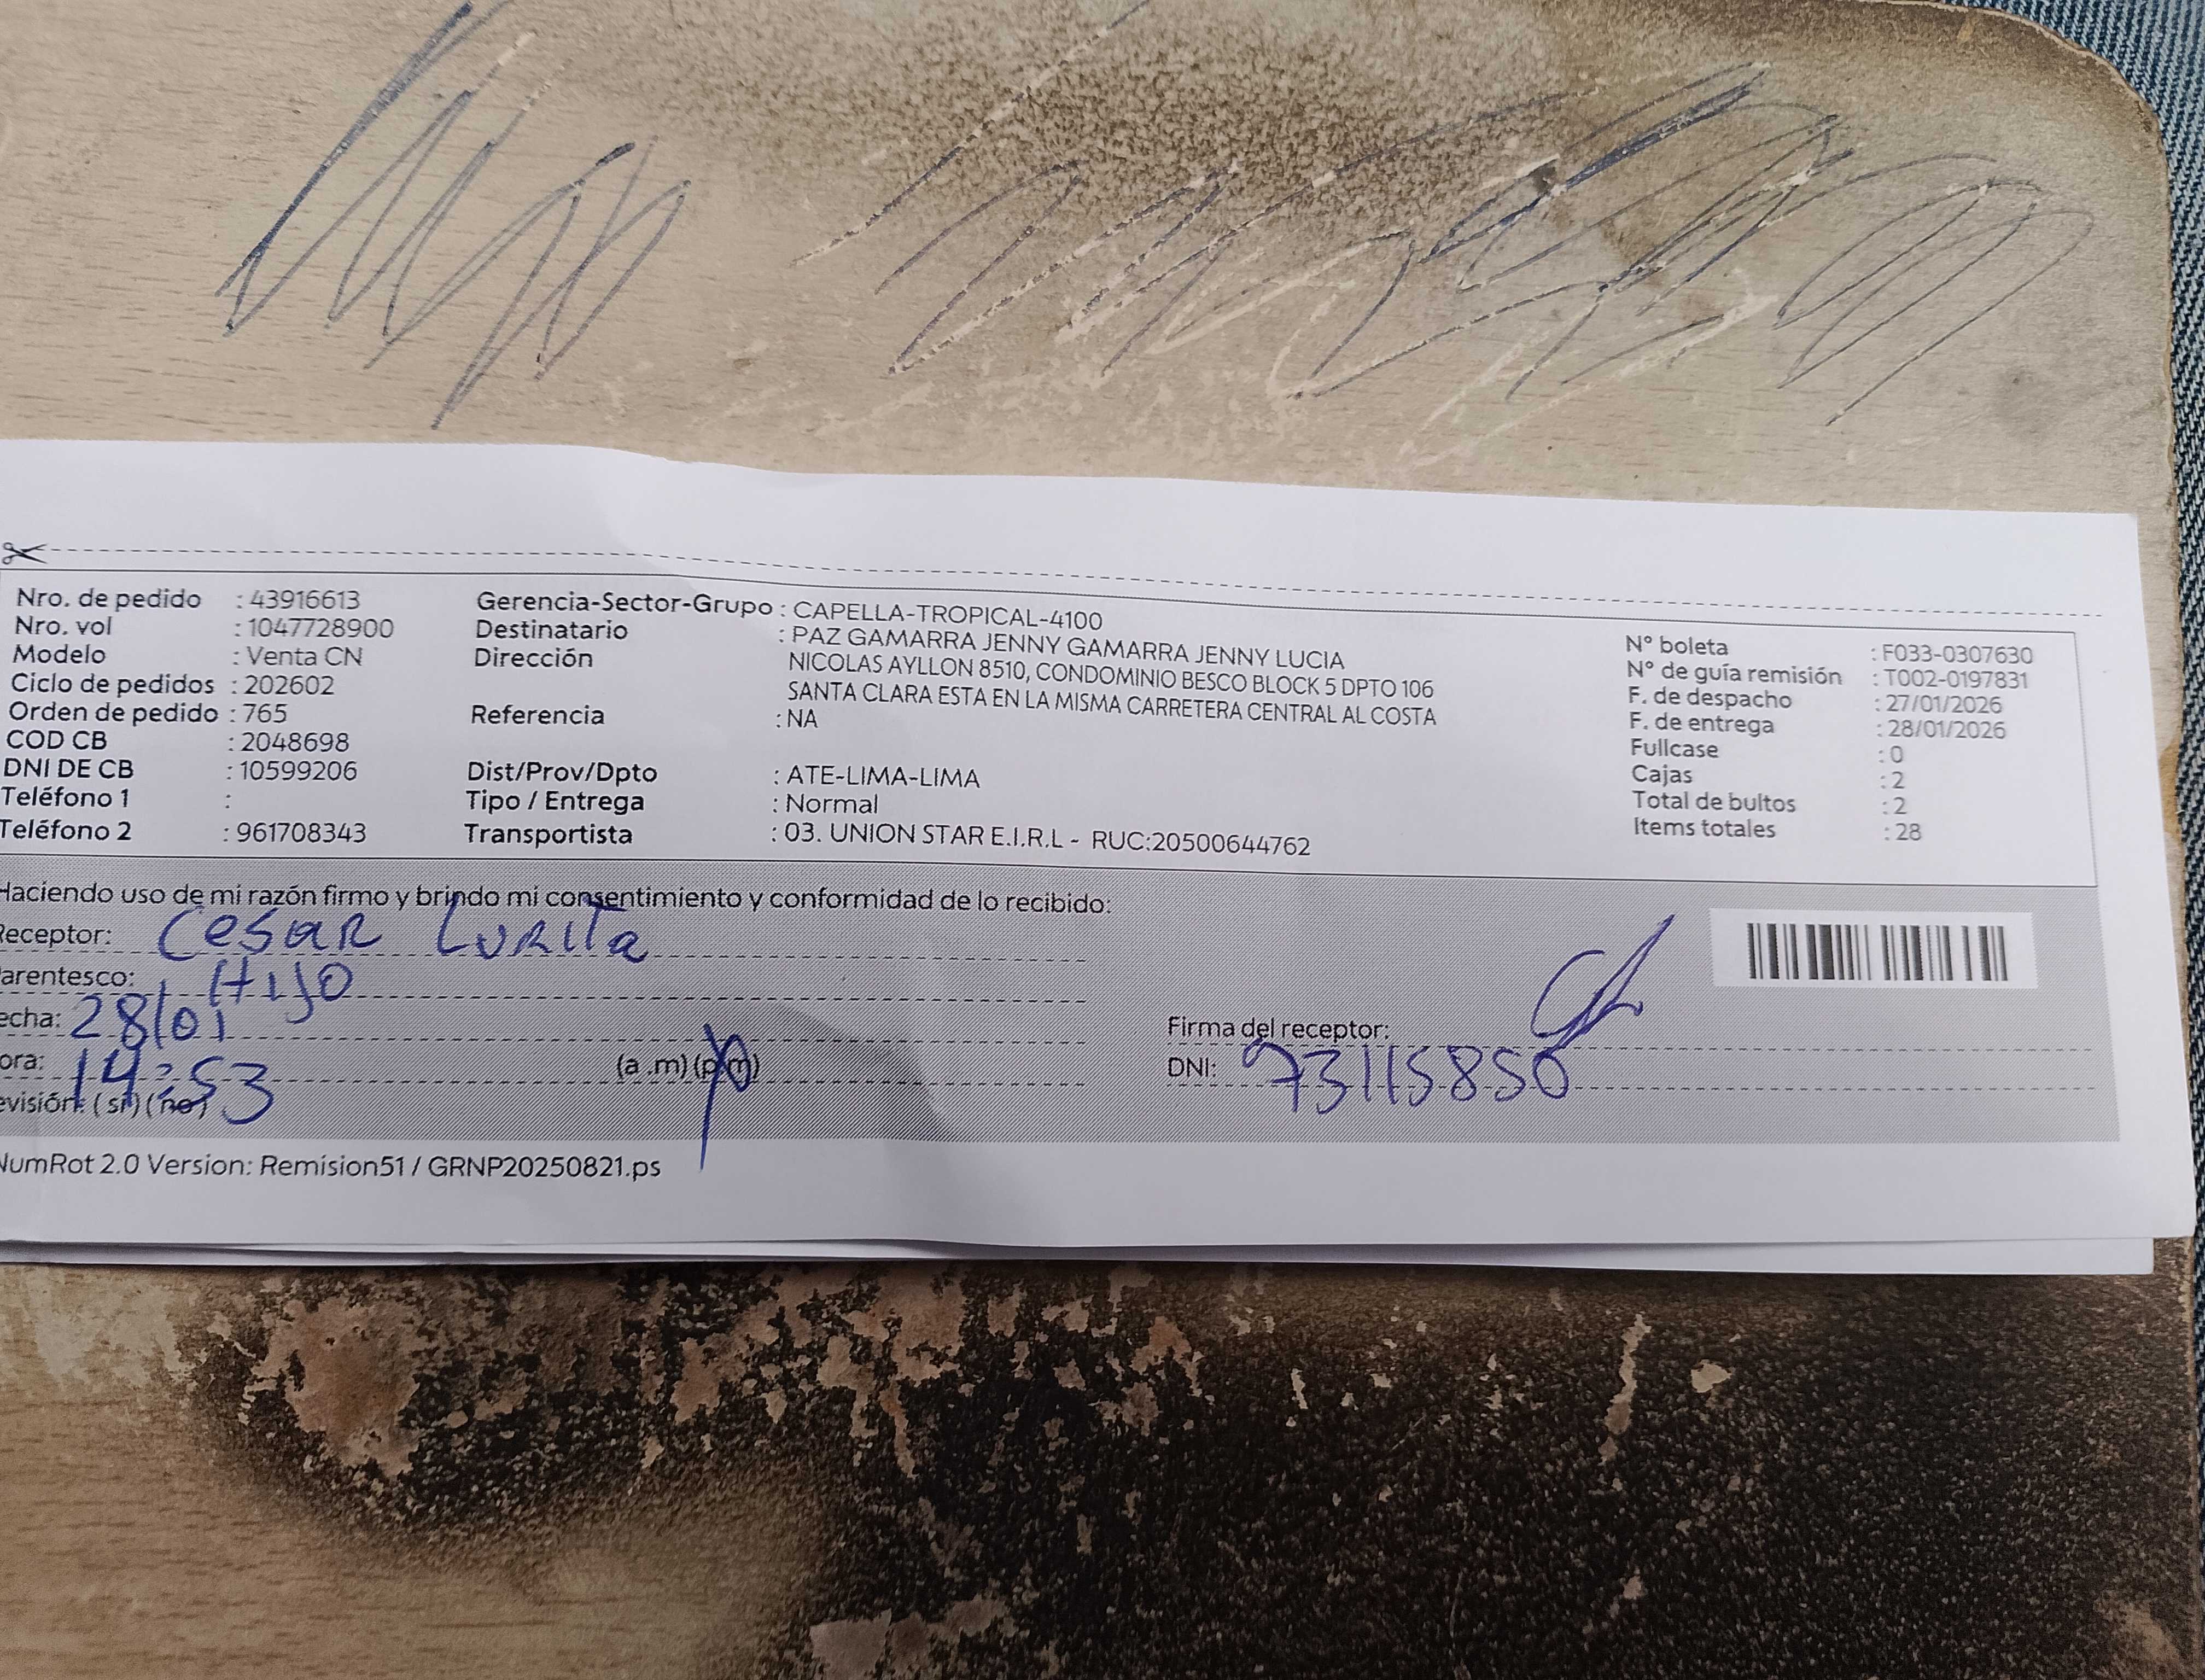 Nro. de pedido : 43916613
Nro. vol : 1047728900
Modelo : Venta CN
Ciclo de pedidos : 202602
Orden de pedido : 765
COD CB : 2048698
DNI DE CB : 10599206
Teléfono 1 :
Teléfono 2 : 961708343
Gerencia-Sector-Grupo : CAPELLA-TROPICAL-4100
Destinatario : PAZ GAMARRA JENNY GAMARRA JENNY LUCIA
Dirección NICOLAS AYLLON 8510, CONDOMINIO BESCO BLOCK 5 DPTO 106
SANTA CLARA ESTA EN LA MISMA CARRETERA CENTRAL AL COSTA
Referencia : NA
Dist/Prov/Dpto : ATE-LIMA-LIMA
Tipo / Entrega : Normal
Transportista : 03. UNION STAR E.I.R.L - RUC:20500644762
N° boleta : F033-0307630
N° de guía remisión : T002-0197831
F. de despacho : 27/01/2026
F. de entrega : 28/01/2026
Fullcase : 0
Cajas : 2
Total de bultos : 2
Items totales : 28
Haciendo uso de mi razón firmo y brindo mi consentimiento y conformidad de lo recibido:
Receptor: Cesar Lurita
arentesco: Hijo
echa: 28/01
ora: 14:53 (a .m) (p.m)
evisión: ( si ) ( no )
Firma del receptor:
DNI: 73115850
NumRot 2.0 Version: Remision51 / GRNP20250821.ps